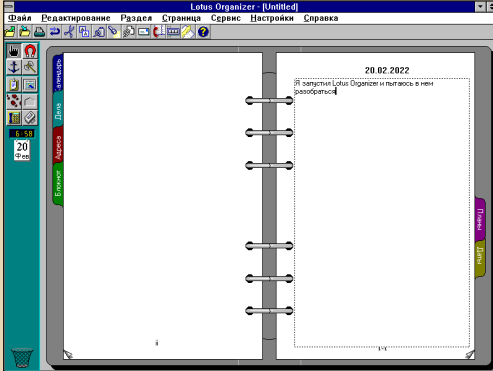 Lotus Organizer - [Untitled]
Файл Редактирование Раздел Страница Сервис Настройки Справка
6:58
20
Фев
Календарь
Дела
Адреса
Блокнот
ii
20.02.2022
Я запустил Lotus Organizer и пытаюсь в нем
разобраться
Планы
Даты